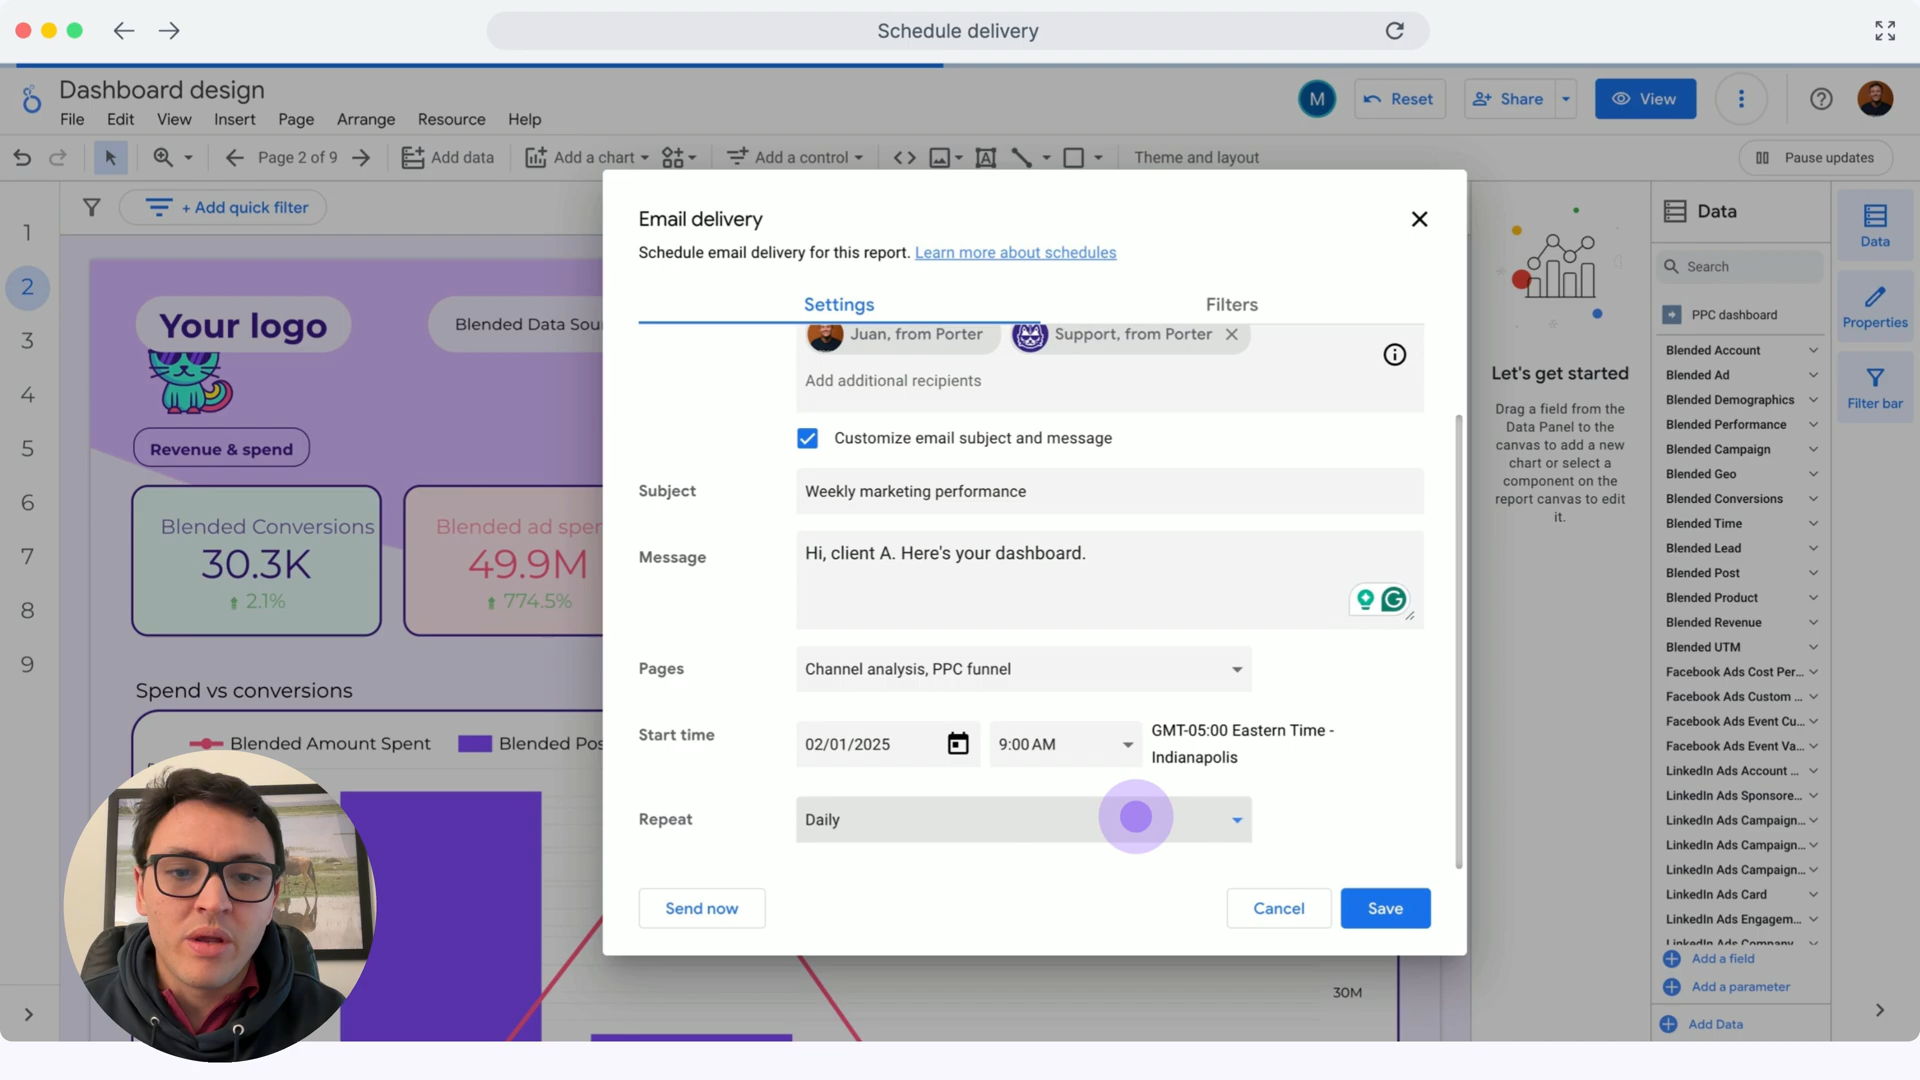 Schedule delivery
Dashboard design
File Edit View Insert Page Arrange Resource Help
M
Reset
Share
View
Page 2 of 9
Add data
Add a chart
Add a control
Theme and layout
Pause updates
+ Add quick filter
1
2
3
4
5
6
7
8
9
Your logo
Blended Data Sou
Revenue & spend
Blended Conversions
30.3K
2.1%
Blended ad spen
49.9M
774.5%
Spend vs conversions
Blended Amount Spent
Blended Pos
30M
Email delivery
Schedule email delivery for this report. Learn more about schedules
Settings
Filters
Juan, from Porter
Support, from Porter
Add additional recipients
Customize email subject and message
Subject
Weekly marketing performance
Message
Hi, client A. Here's your dashboard.
Pages
Channel analysis, PPC funnel
Start time
02/01/2025
9:00 AM
GMT-05:00 Eastern Time -
Indianapolis
Repeat
Daily
Send now
Cancel
Save
Let's get started
Drag a field from the
Data Panel to the
canvas to add a new
chart or select a
component on the
report canvas to edit
it.
Data
Search
PPC dashboard
Blended Account
Blended Ad
Blended Demographics
Blended Performance
Blended Campaign
Blended Geo
Blended Conversions
Blended Time
Blended Lead
Blended Post
Blended Product
Blended Revenue
Blended UTM
Facebook Ads Cost Per...
Facebook Ads Custom ...
Facebook Ads Event Cu...
Facebook Ads Event Va...
LinkedIn Ads Account ...
LinkedIn Ads Sponsore...
LinkedIn Ads Campaign...
LinkedIn Ads Campaign...
LinkedIn Ads Campaign...
LinkedIn Ads Card
LinkedIn Ads Engagem...
LinkedIn Ads Company
Add a field
Add a parameter
Add Data
Data
Properties
Filter bar